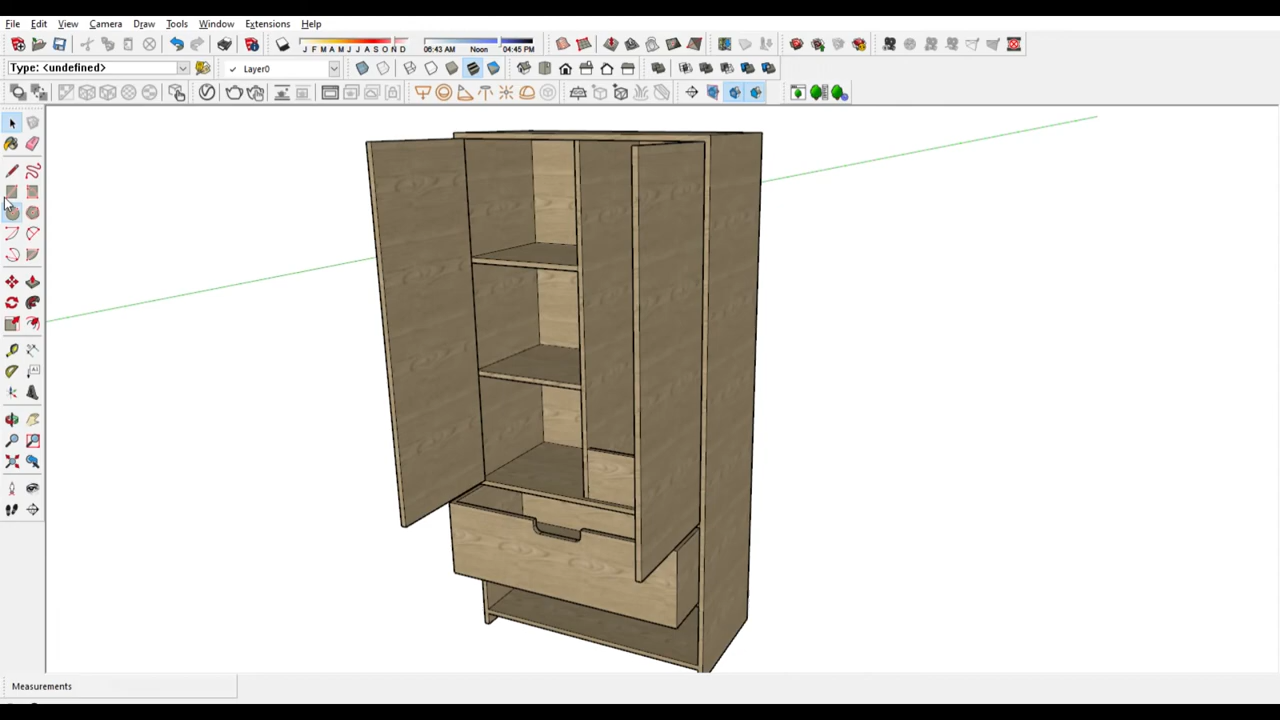 File Edit View Camera Draw Tools Window Extensions Help
J F M A M J J A S O N D 06:43 AM Noon 04:45 PM
Type: <undefined> ✓ Layer0
Measurements